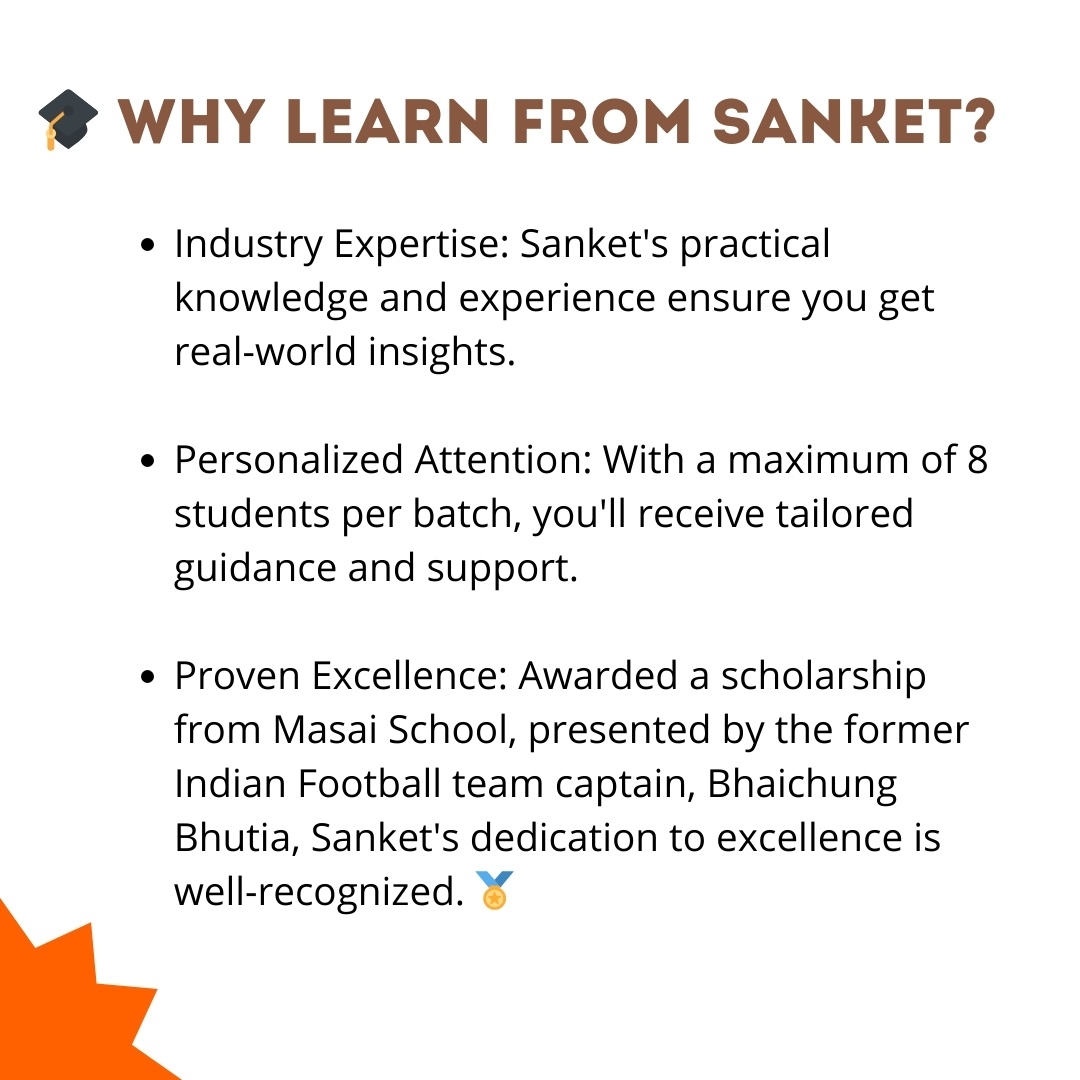 🎓 WHY LEARN FROM SANKET?
• Industry Expertise: Sanket's practical
knowledge and experience ensure you get
real-world insights.
• Personalized Attention: With a maximum of 8
students per batch, you'll receive tailored
guidance and support.
• Proven Excellence: Awarded a scholarship
from Masai School, presented by the former
Indian Football team captain, Bhaichung
Bhutia, Sanket's dedication to excellence is
well-recognized. 🏅